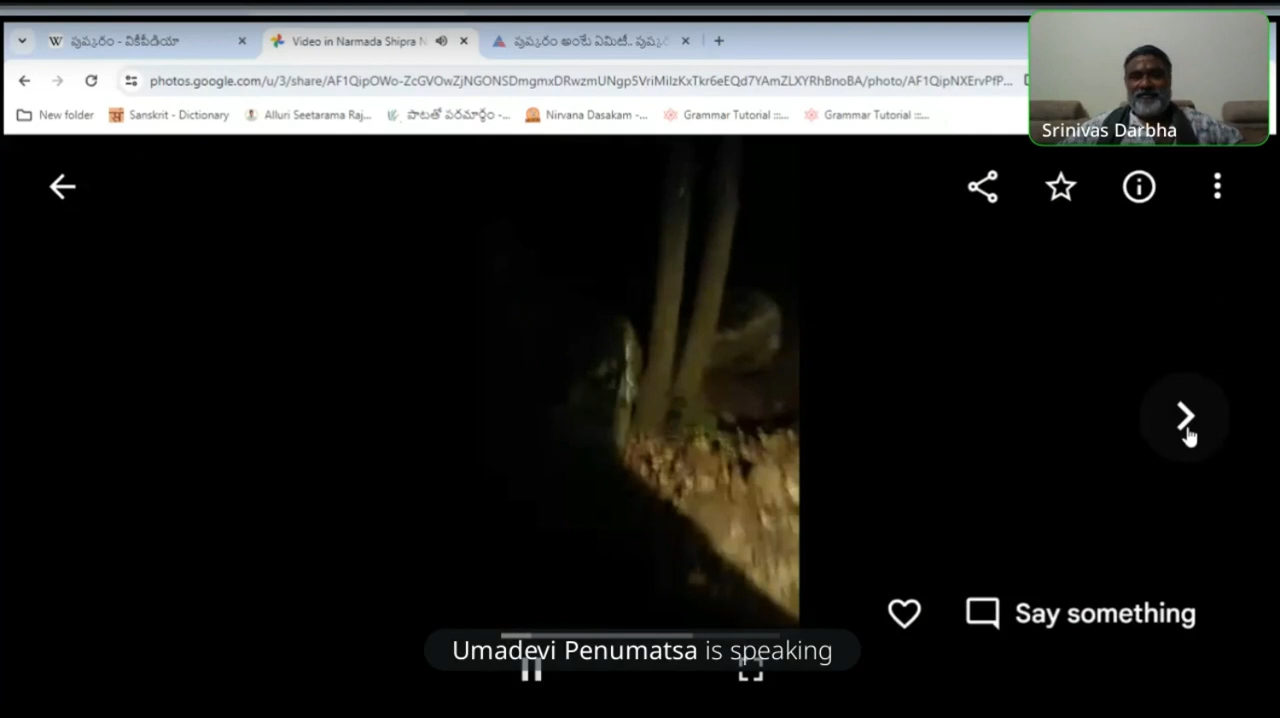 పుష్కరం - వికీపీడియా
Video in Narmada Shipra N
పుష్కరం అంటే ఏమిటీ.. పుష్క
photos.google.com/u/3/share/AF1QipOWo-ZcGVOwZjNGONSDmgmxDRwzmUNgp5VriMilzKxTkr6eEQd7YAmZLXYRhBnoBA/photo/AF1QipNXErvPfP...
New folder
Sanskrit - Dictionary
Alluri Seetarama Raj...
పాటతో పరమార్థం -...
Nirvana Dasakam -...
Grammar Tutorial ::...
Grammar Tutorial ::...
Srinivas Darbha
Say something
Umadevi Penumatsa is speaking